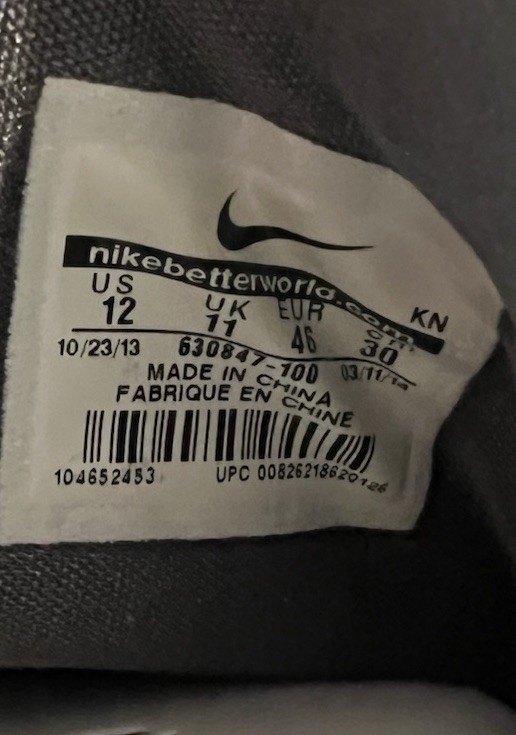 nikebetterworld.com
KN
US UK EUR cm
12 11 46 30
10/23/13 630847-100 03/11/14
MADE IN CHINA
FABRIQUE EN CHINE
104652453 UPC 00826218620126